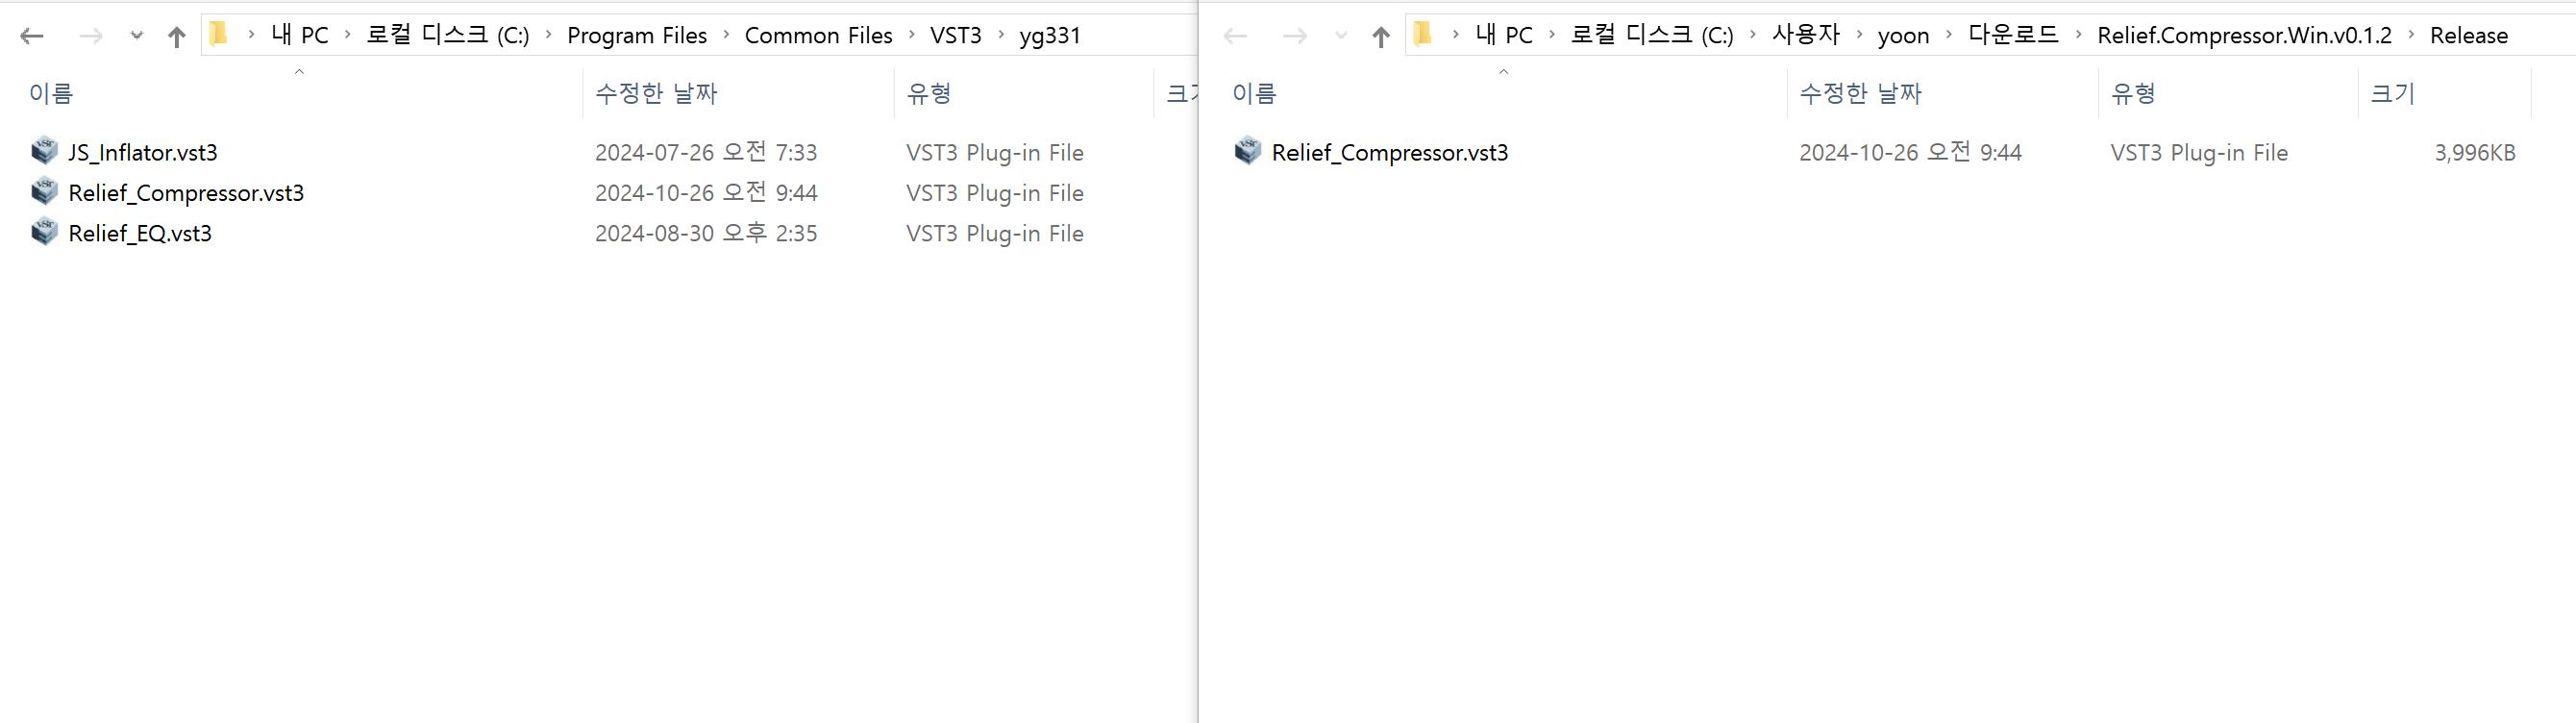 내 PC > 로컬 디스크 (C:) > Program Files > Common Files > VST3 > yg331
이름 수정한 날짜 유형 크기
JS_Inflator.vst3 2024-07-26 오전 7:33 VST3 Plug-in File
Relief_Compressor.vst3 2024-10-26 오전 9:44 VST3 Plug-in File
Relief_EQ.vst3 2024-08-30 오후 2:35 VST3 Plug-in File
내 PC > 로컬 디스크 (C:) > 사용자 > yoon > 다운로드 > Relief.Compressor.Win.v0.1.2 > Release
이름 수정한 날짜 유형 크기
Relief_Compressor.vst3 2024-10-26 오전 9:44 VST3 Plug-in File 3,996KB